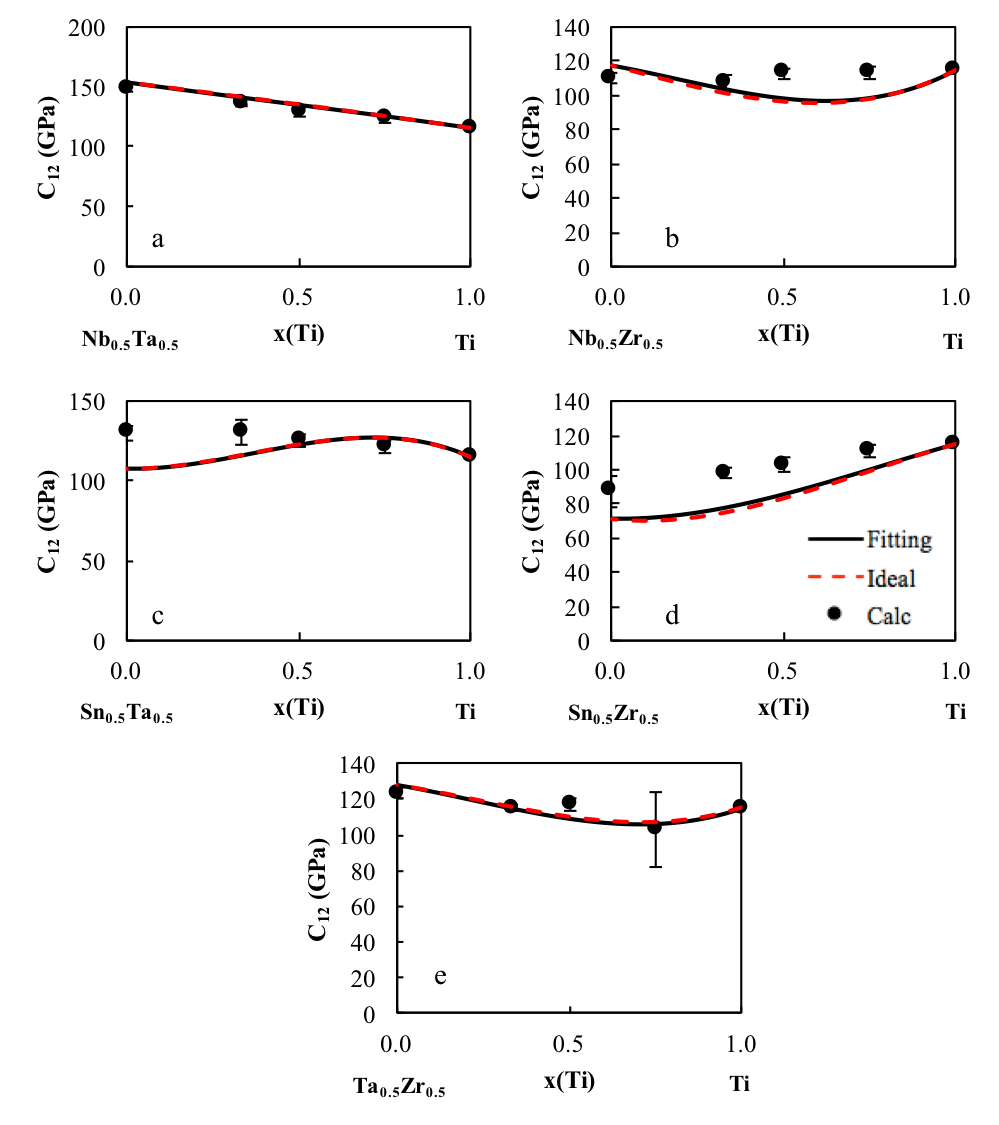 200
150
100
50
0
C₁₂ (GPa)
a
0.0 0.5 1.0
Nb₀.₅Ta₀.₅ x(Ti) Ti
140
120
100
80
60
40
20
0
C₁₂ (GPa)
b
0.0 0.5 1.0
Nb₀.₅Zr₀.₅ x(Ti) Ti
150
100
50
0
C₁₂ (GPa)
c
0.0 0.5 1.0
Sn₀.₅Ta₀.₅ x(Ti) Ti
140
120
100
80
60
40
20
0
C₁₂ (GPa)
Fitting
Ideal
Calc
d
0.0 0.5 1.0
Sn₀.₅Zr₀.₅ x(Ti) Ti
140
120
100
80
60
40
20
0
C₁₂ (GPa)
e
0.0 0.5 1.0
Ta₀.₅Zr₀.₅ x(Ti) Ti